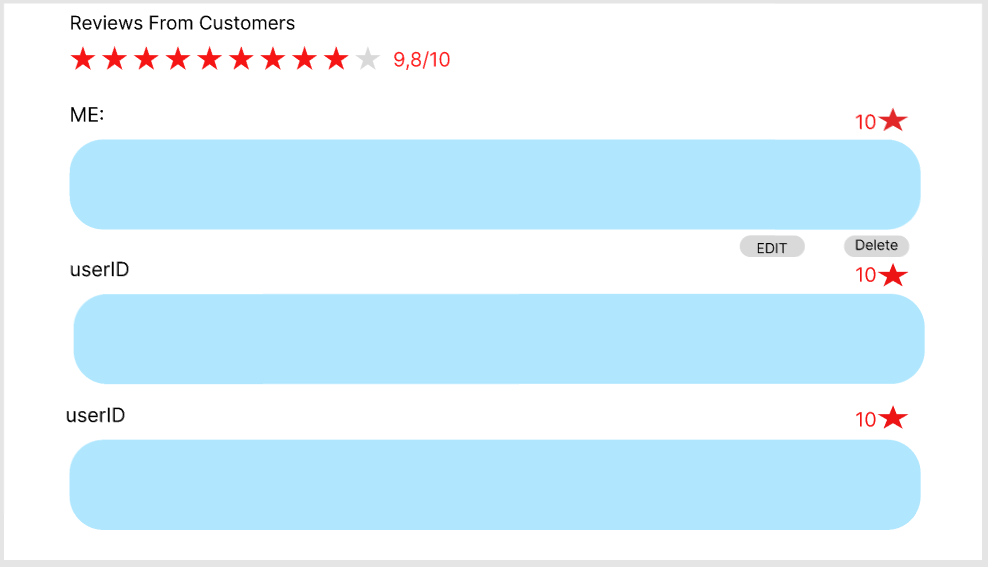 Reviews From Customers
9,8/10
ME:
10
EDIT
Delete
userID
10
userID
10